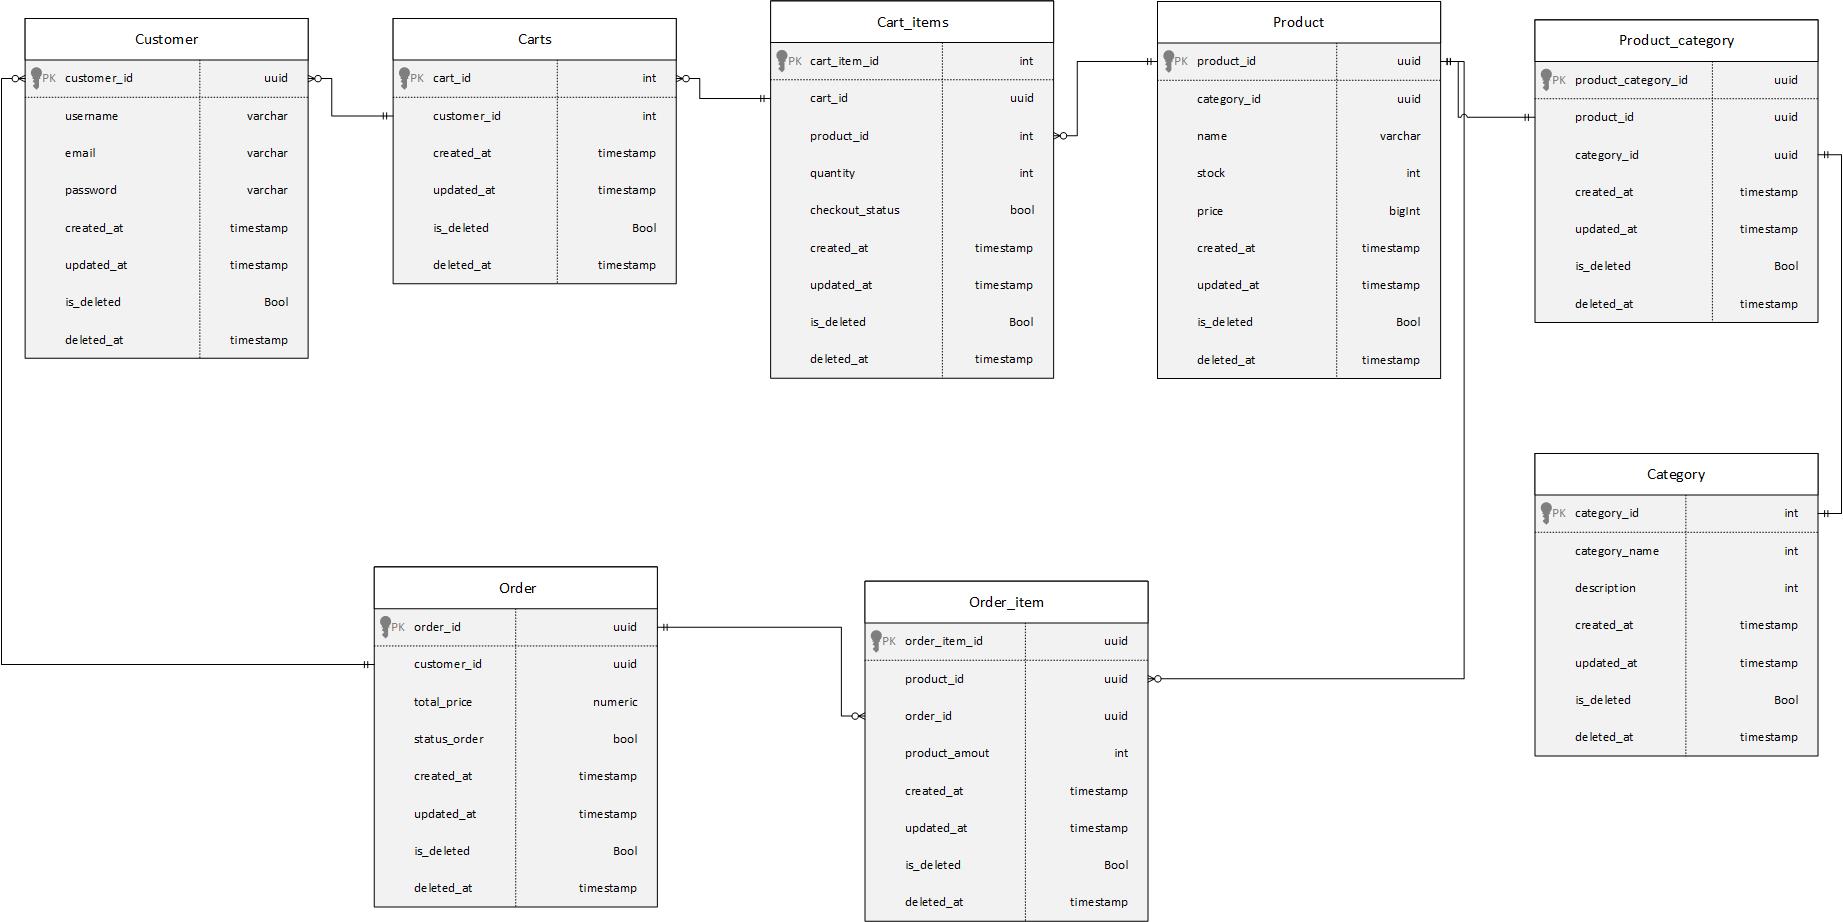 Customer
PK customer_id uuid
username varchar
email varchar
password varchar
created_at timestamp
updated_at timestamp
is_deleted Bool
deleted_at timestamp
Carts
PK cart_id int
customer_id int
created_at timestamp
updated_at timestamp
is_deleted Bool
deleted_at timestamp
Cart_items
PK cart_item_id int
cart_id uuid
product_id int
quantity int
checkout_status bool
created_at timestamp
updated_at timestamp
is_deleted Bool
deleted_at timestamp
Product
PK product_id uuid
category_id uuid
name varchar
stock int
price bigInt
created_at timestamp
updated_at timestamp
is_deleted Bool
deleted_at timestamp
Product_category
PK product_category_id uuid
product_id uuid
category_id uuid
created_at timestamp
updated_at timestamp
is_deleted Bool
deleted_at timestamp
Order
PK order_id uuid
customer_id uuid
total_price numeric
status_order bool
created_at timestamp
updated_at timestamp
is_deleted Bool
deleted_at timestamp
Order_item
PK order_item_id uuid
product_id uuid
order_id uuid
product_amout int
created_at timestamp
updated_at timestamp
is_deleted Bool
deleted_at timestamp
Category
PK category_id int
category_name int
description int
created_at timestamp
updated_at timestamp
is_deleted Bool
deleted_at timestamp